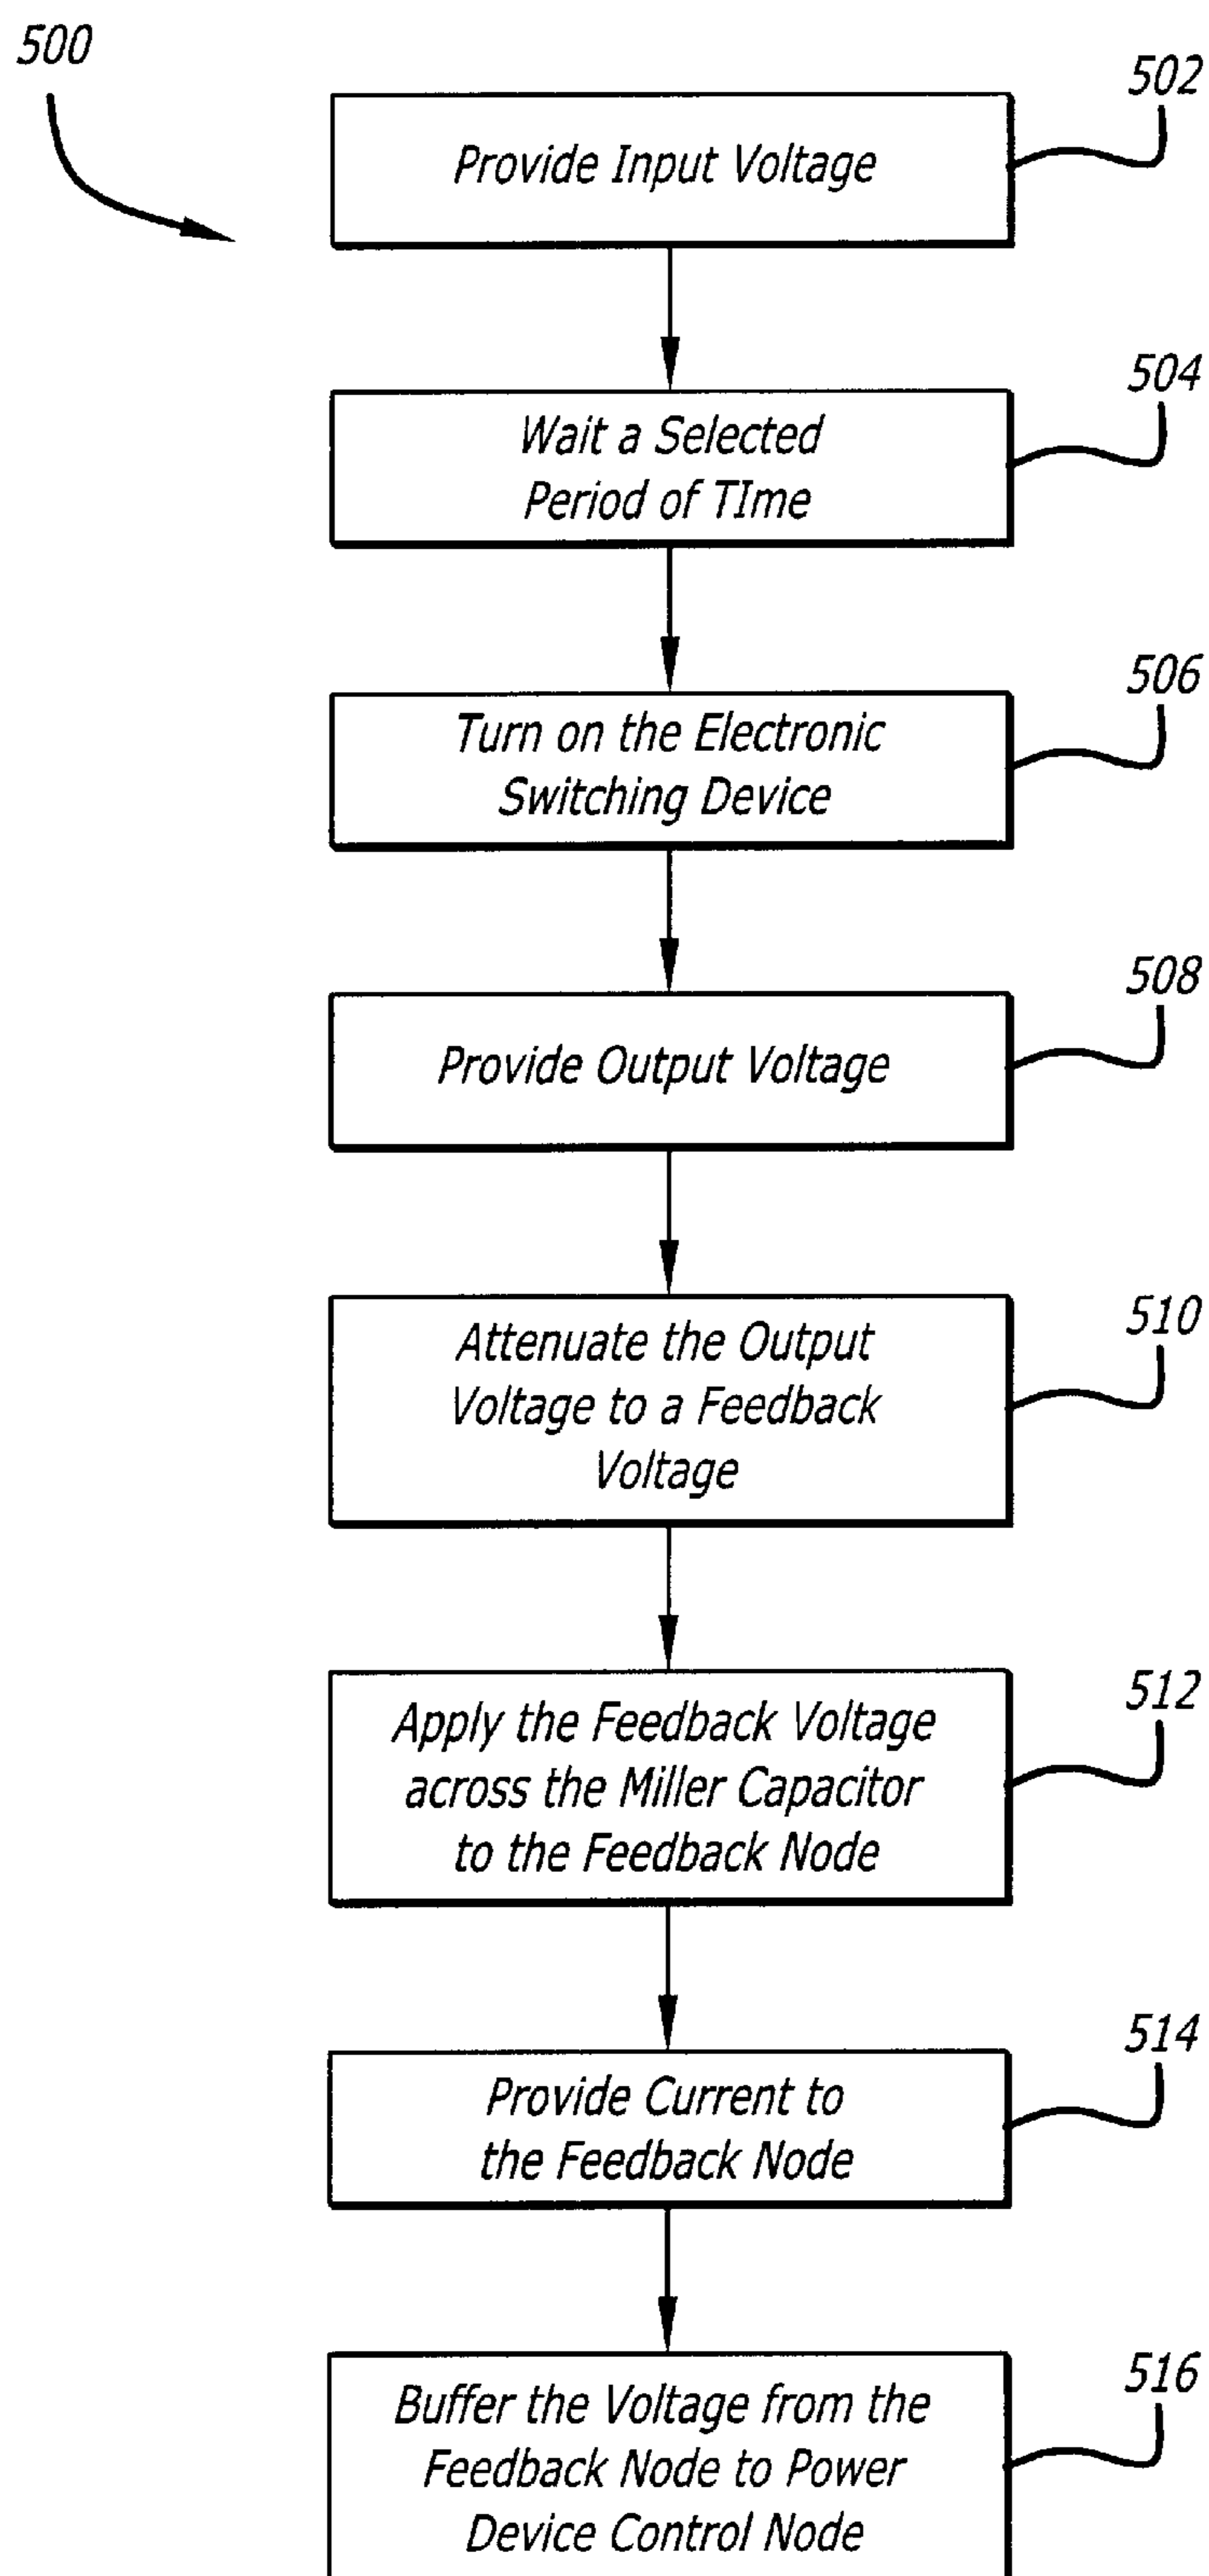 500
502
Provide Input Voltage
504
Wait a Selected
Period of TIme
506
Turn on the Electronic
Switching Device
508
Provide Output Voltage
510
Attenuate the Output
Voltage to a Feedback
Voltage
512
Apply the Feedback Voltage
across the Miller Capacitor
to the Feedback Node
514
Provide Current to
the Feedback Node
516
Buffer the Voltage from the
Feedback Node to Power
Device Control Node